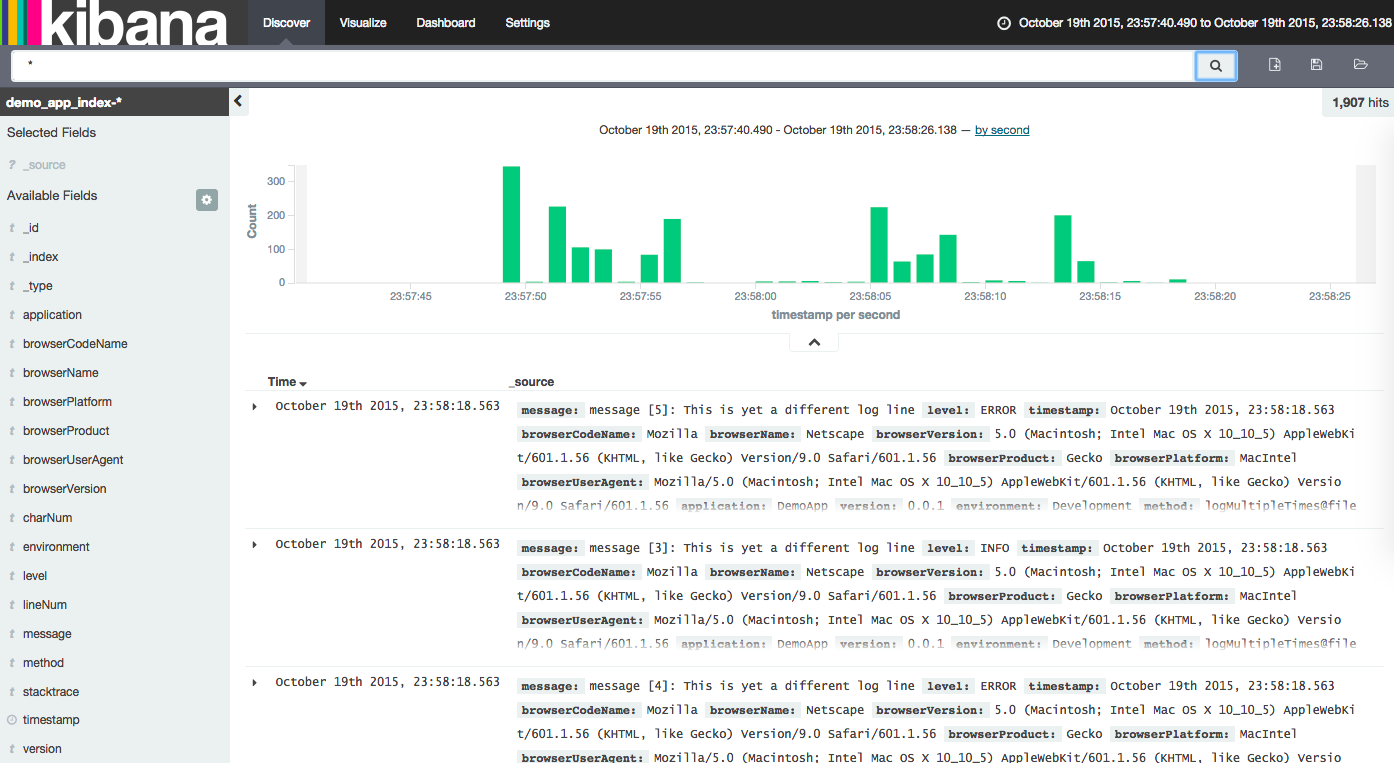 kibana
Discover
Visualize
Dashboard
Settings
October 19th 2015, 23:57:40.490 to October 19th 2015, 23:58:26.138
*
demo_app_index-*
1,907 hits
Selected Fields
? _source
Available Fields
t _id
t _index
t _type
t application
t browserCodeName
t browserName
t browserPlatform
t browserProduct
t browserUserAgent
t browserVersion
t charNum
t environment
t level
t lineNum
t message
t method
t stacktrace
timestamp
t version
October 19th 2015, 23:57:40.490 - October 19th 2015, 23:58:26.138 — by second
Count
300
200
100
0
23:57:45 23:57:50 23:57:55 23:58:00 23:58:05 23:58:10 23:58:15 23:58:20 23:58:25
timestamp per second
Time _source
October 19th 2015, 23:58:18.563
message: message [5]: This is yet a different log line level: ERROR timestamp: October 19th 2015, 23:58:18.563
browserCodeName: Mozilla browserName: Netscape browserVersion: 5.0 (Macintosh; Intel Mac OS X 10_10_5) AppleWebKi
t/601.1.56 (KHTML, like Gecko) Version/9.0 Safari/601.1.56 browserProduct: Gecko browserPlatform: MacIntel
browserUserAgent: Mozilla/5.0 (Macintosh; Intel Mac OS X 10_10_5) AppleWebKit/601.1.56 (KHTML, like Gecko) Versio
n/9.0 Safari/601.1.56 application: DemoApp version: 0.0.1 environment: Development method: logMultipleTimes@file
October 19th 2015, 23:58:18.563
message: message [3]: This is yet a different log line level: INFO timestamp: October 19th 2015, 23:58:18.563
browserCodeName: Mozilla browserName: Netscape browserVersion: 5.0 (Macintosh; Intel Mac OS X 10_10_5) AppleWebKi
t/601.1.56 (KHTML, like Gecko) Version/9.0 Safari/601.1.56 browserProduct: Gecko browserPlatform: MacIntel
browserUserAgent: Mozilla/5.0 (Macintosh; Intel Mac OS X 10_10_5) AppleWebKit/601.1.56 (KHTML, like Gecko) Versio
n/9.0 Safari/601.1.56 application: DemoApp version: 0.0.1 environment: Development method: logMultipleTimes@file
October 19th 2015, 23:58:18.563
message: message [4]: This is yet a different log line level: ERROR timestamp: October 19th 2015, 23:58:18.563
browserCodeName: Mozilla browserName: Netscape browserVersion: 5.0 (Macintosh; Intel Mac OS X 10_10_5) AppleWebKi
t/601.1.56 (KHTML, like Gecko) Version/9.0 Safari/601.1.56 browserProduct: Gecko browserPlatform: MacIntel
browserUserAgent: Mozilla/5.0 (Macintosh; Intel Mac OS X 10_10_5) AppleWebKit/601.1.56 (KHTML, like Gecko) Versio